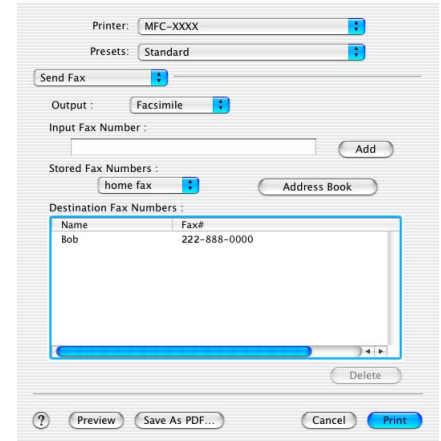 Printer: MFC-XXXX
Presets: Standard
Send Fax
Output : Facsimile
Input Fax Number :
Add
Stored Fax Numbers :
home fax Address Book
Destination Fax Numbers :
Name Fax#
Bob 222-888-0000
Delete
? Preview Save As PDF... Cancel Print